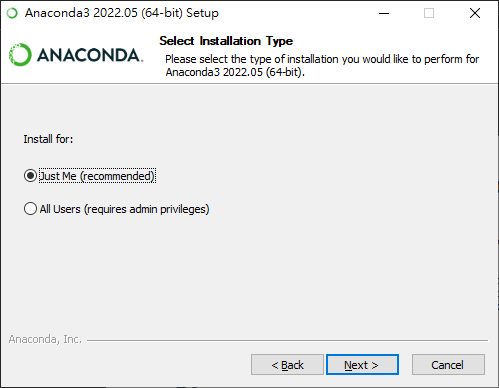 Anaconda3 2022.05 (64-bit) Setup
ANACONDA.
Select Installation Type
Please select the type of installation you would like to perform for
Anaconda3 2022.05 (64-bit).
Install for:
Just Me (recommended)
All Users (requires admin privileges)
Anaconda, Inc.
< Back
Next >
Cancel